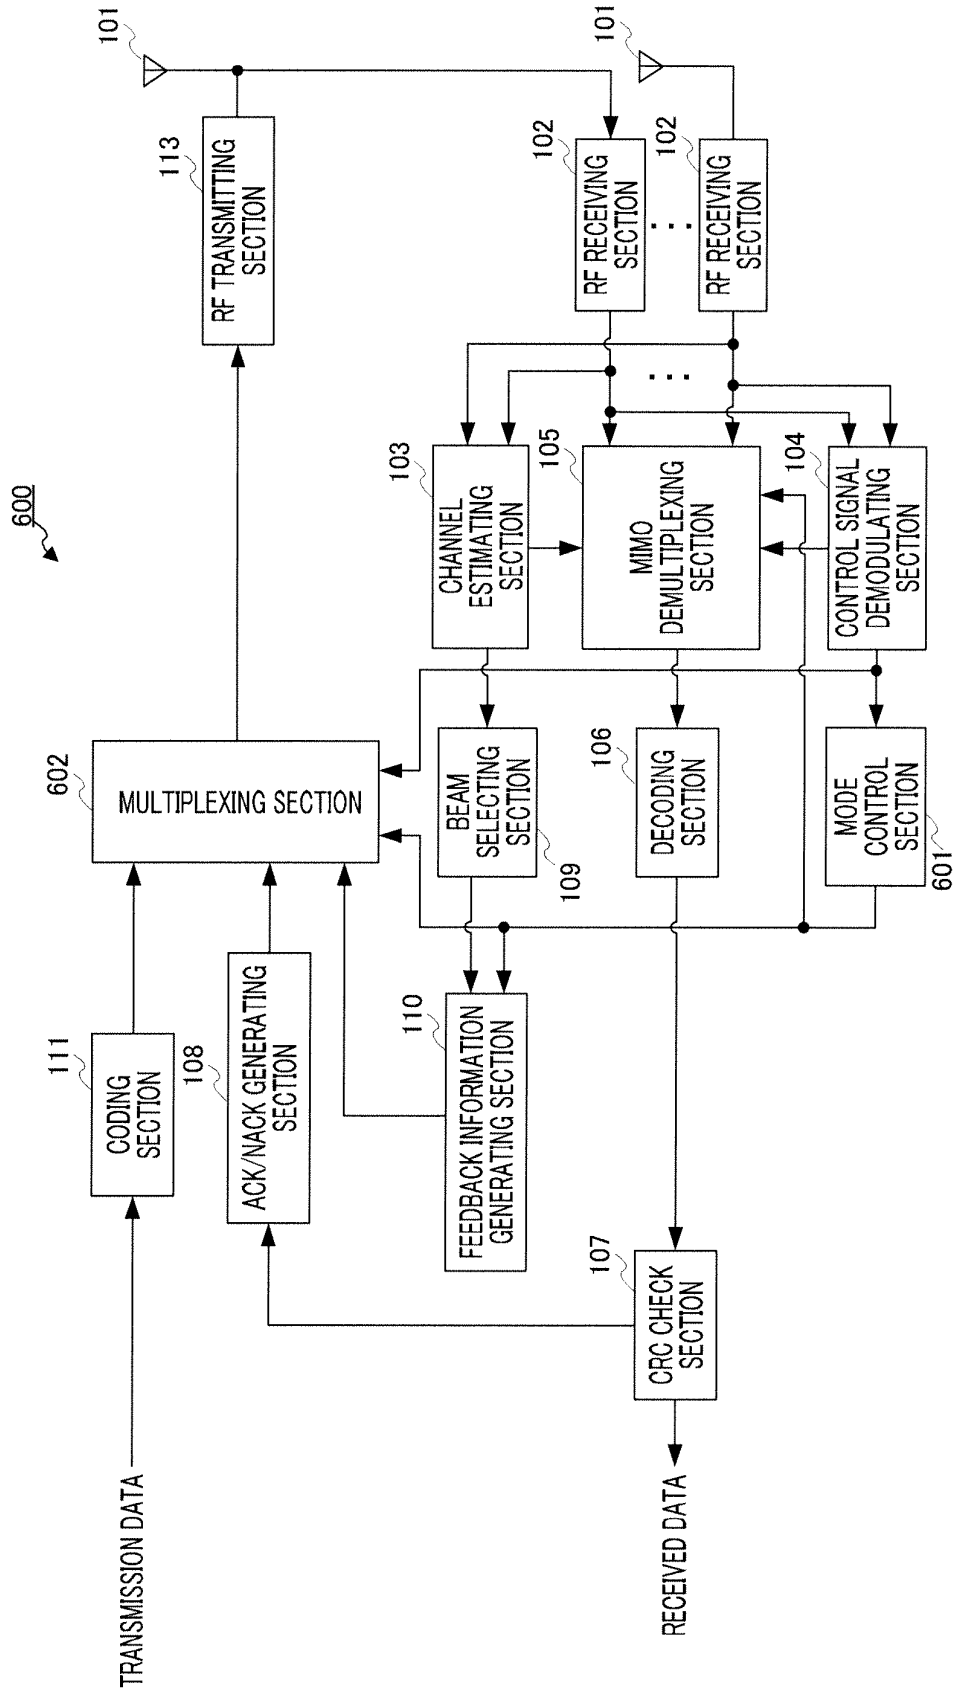 600
101
113
RF TRANSMITTING
section
101
102
RF RECEIVING
section
102
RF RECEIVING
section
602
MULTIPLEXING SECTION
103
CHANNEL
ESTIMATING
section
105
MIMO
DEMULTIPLEXING
section
104
CONTROL SIGNAL
DEMODULATING
section
BEAM
SELECTING
section
109
106
DECODING
section
MODE
CONTROL
section
601
111
CODING
section
108
ACK/NACK GENERATING
section
110
FEEDBACK INFORMATION
GENERATING section
107
CRC CHECK
section
TRANSMISSION DATA
RECEIVED DATA